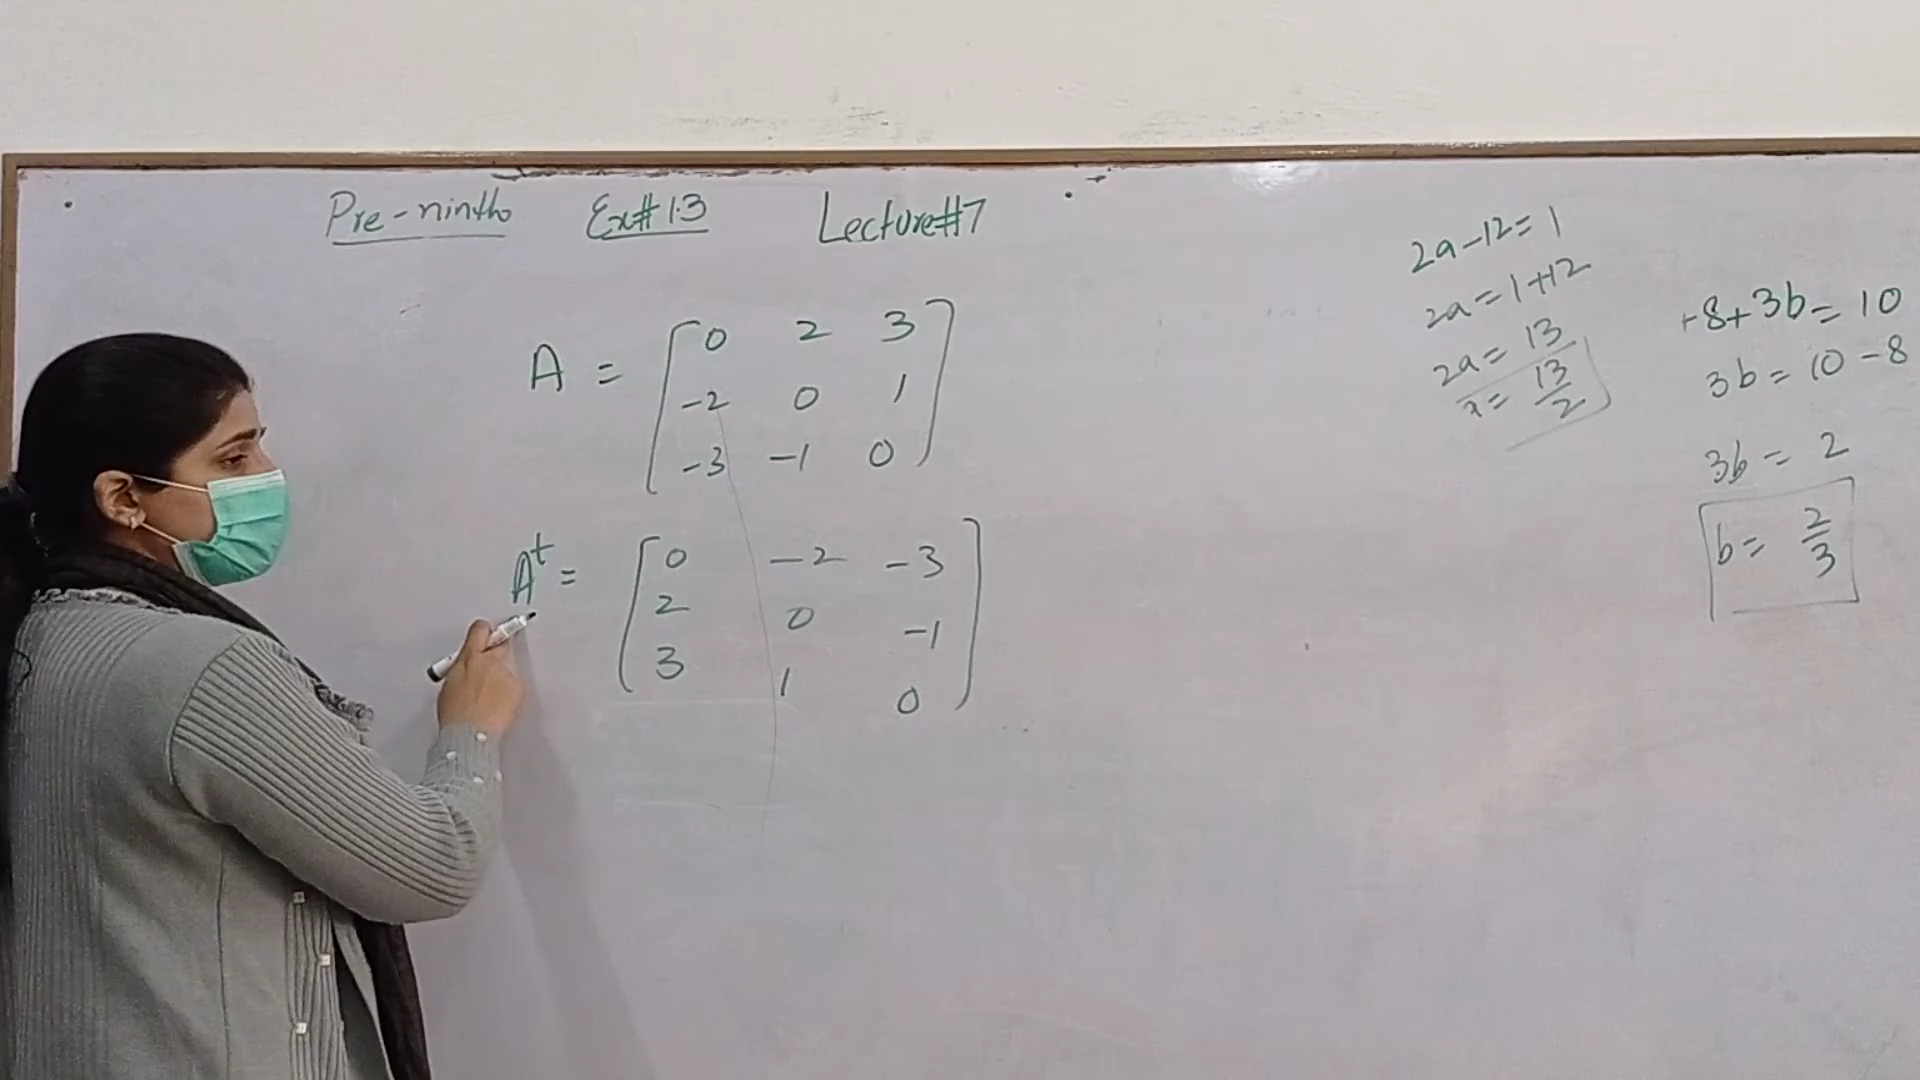 Pre-ninth Ex#1.3 Lecture#7
A = [0 2 3
-2 0 1
-3 -1 0]
A^t = [0 -2 -3
2 0 -1
3 1 0]
2a-12=1
2a=1+12
2a=13
x=13/2
+8+3b=10
3b=10-8
3b=2
b=2/3